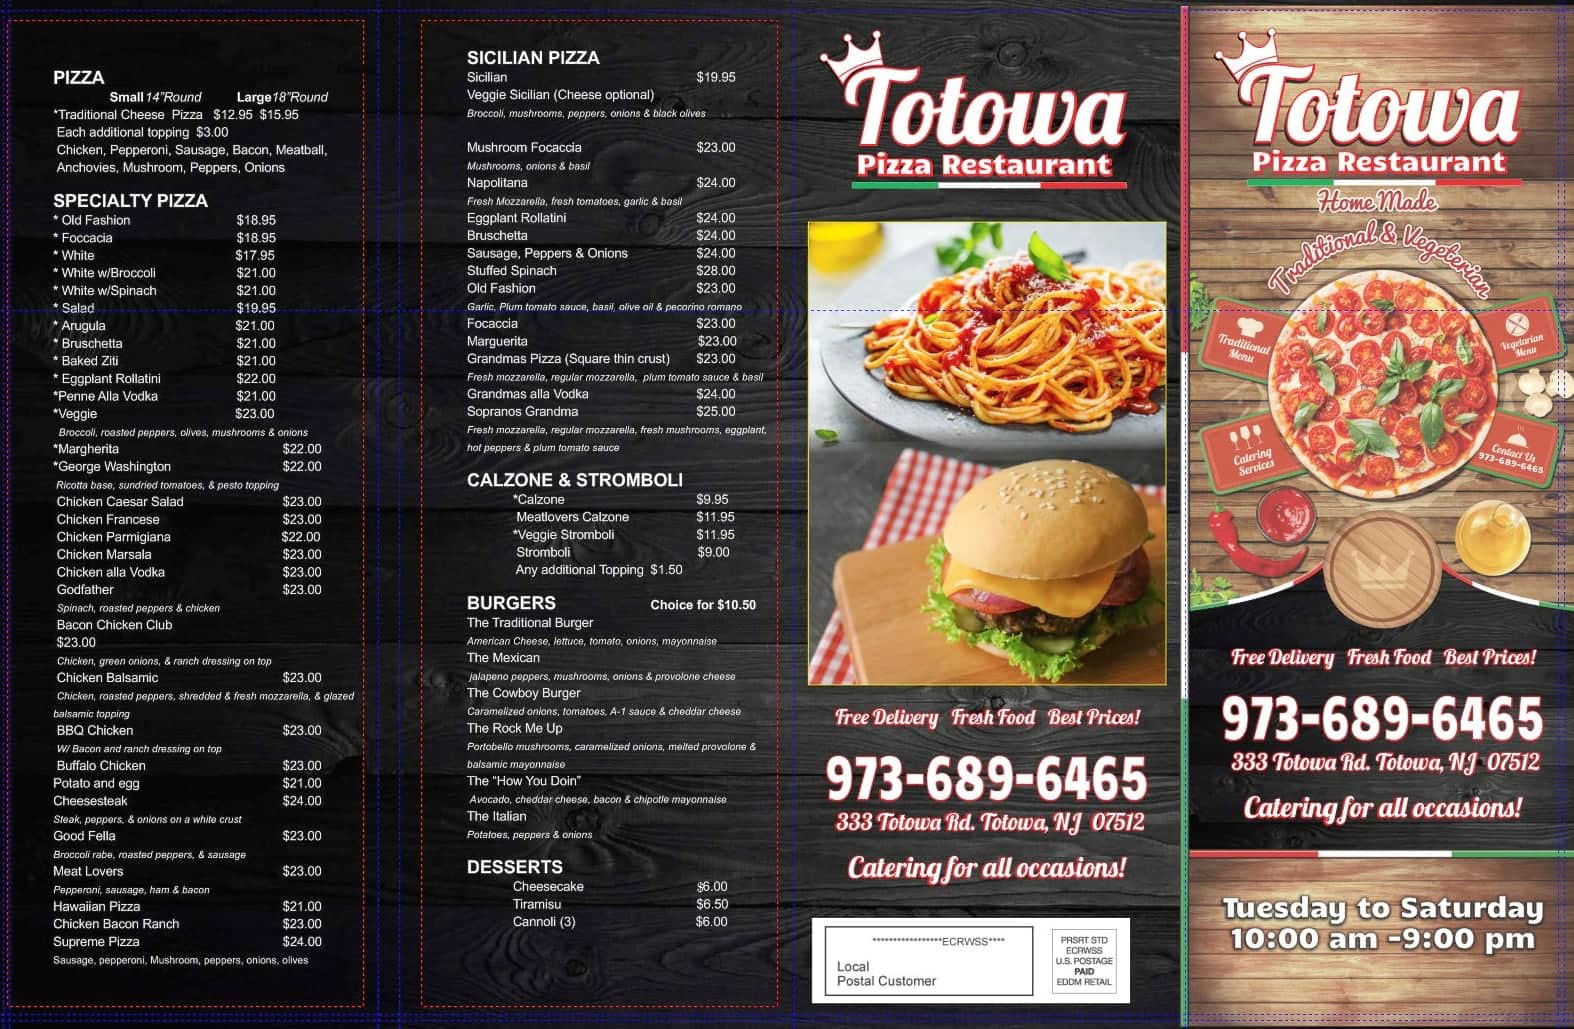 PIZZA
Small 14"Round Large 18"Round
*Traditional Cheese Pizza $12.95 $15.95
Each additional topping $3.00
Chicken, Pepperoni, Sausage, Bacon, Meatball,
Anchovies, Mushroom, Peppers, Onions
SPECIALTY PIZZA
* Old Fashion $18.95
* Foccacia $18.95
* White $17.95
* White w/Broccoli $21.00
* White w/Spinach $21.00
* Salad $19.95
* Arugula $21.00
* Bruschetta $21.00
* Baked Ziti $21.00
* Eggplant Rollatini $22.00
*Penne Alla Vodka $21.00
*Veggie $23.00
Broccoli, roasted peppers, olives, mushrooms & onions
*Margherita $22.00
*George Washington $22.00
Ricotta base, sundried tomatoes, & pesto topping
Chicken Caesar Salad $23.00
Chicken Francese $23.00
Chicken Parmigiana $22.00
Chicken Marsala $23.00
Chicken alla Vodka $23.00
Godfather $23.00
Spinach, roasted peppers & chicken
Bacon Chicken Club
$23.00
Chicken, green onions, & ranch dressing on top
Chicken Balsamic $23.00
Chicken, roasted peppers, shredded & fresh mozzarella, & glazed
balsamic topping
BBQ Chicken $23.00
W/ Bacon and ranch dressing on top
Buffalo Chicken $23.00
Potato and egg $21.00
Cheesesteak $24.00
Steak, peppers, & onions on a white crust
Good Fella $23.00
Broccoli rabe, roasted peppers, & sausage
Meat Lovers $23.00
Pepperoni, sausage, ham & bacon
Hawaiian Pizza $21.00
Chicken Bacon Ranch $23.00
Supreme Pizza $24.00
Sausage, pepperoni, Mushroom, peppers, onions, olives
SICILIAN PIZZA
Sicilian $19.95
Veggie Sicilian (Cheese optional)
Broccoli, mushrooms, peppers, onions & black olives
Mushroom Focaccia $23.00
Mushrooms, onions & basil
Napolitana $24.00
Fresh Mozzarella, fresh tomatoes, garlic & basil
Eggplant Rollatini $24.00
Bruschetta $24.00
Sausage, Peppers & Onions $24.00
Stuffed Spinach $28.00
Old Fashion $23.00
Garlic, Plum tomato sauce, basil, olive oil & pecorino romano
Focaccia $23.00
Marguerita $23.00
Grandmas Pizza (Square thin crust) $23.00
Fresh mozzarella, regular mozzarella, plum tomato sauce & basil
Grandmas alla Vodka $24.00
Sopranos Grandma $25.00
Fresh mozzarella, regular mozzarella, fresh mushrooms, eggplant,
hot peppers & plum tomato sauce
CALZONE & STROMBOLI
*Calzone $9.95
Meatlovers Calzone $11.95
*Veggie Stromboli $11.95
Stromboli $9.00
Any additional Topping $1.50
BURGERS Choice for $10.50
The Traditional Burger
American Cheese, lettuce, tomato, onions, mayonnaise
The Mexican
jalapeno peppers, mushrooms, onions & provolone cheese
The Cowboy Burger
Caramelized onions, tomatoes, A-1 sauce & cheddar cheese
The Rock Me Up
Portobello mushrooms, caramelized onions, melted provolone &
balsamic mayonnaise
The "How You Doin"
Avocado, cheddar cheese, bacon & chipotle mayonnaise
The Italian
Potatoes, peppers & onions
DESSERTS
Cheesecake $6.00
Tiramisu $6.50
Cannoli (3) $6.00
Totowa
Pizza Restaurant
Free Delivery Fresh Food Best Prices!
973-689-6465
333 Totowa Rd. Totowa, NJ 07512
Catering for all occasions!
*****************ECRWSS****
Local
Postal Customer
PRSRT STD
ECRWSS
U.S. POSTAGE
PAID
EDDM RETAIL
Totowa
Pizza Restaurant
Home Made
Traditional & Vegeterian
Traditional
Menu
Vegetarian
Menu
Catering
Services
Contact Us
973-689-6465
Free Delivery Fresh Food Best Prices!
973-689-6465
333 Totowa Rd. Totowa, NJ 07512
Catering for all occasions!
Tuesday to Saturday
10:00 am -9:00 pm